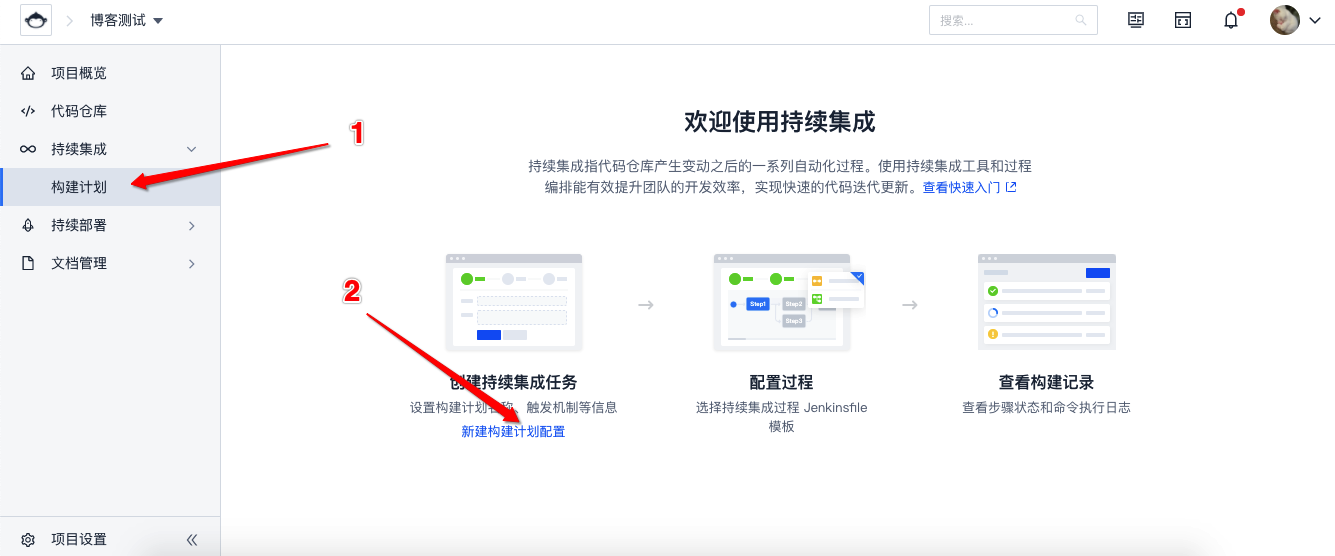 博客测试
搜索...
项目概览
代码仓库
持续集成
构建计划
持续部署
文档管理
项目设置
1
欢迎使用持续集成
持续集成指代码仓库产生变动之后的一系列自动化过程。使用持续集成工具和过程
编排能有效提升团队的开发效率，实现快速的代码迭代更新。查看快速入门
2
Step1
Step2
Step3
创建持续集成任务
设置构建计划名称、触发机制等信息
新建构建计划配置
配置过程
选择持续集成过程 Jenkinsfile
模板
查看构建记录
查看步骤状态和命令执行日志